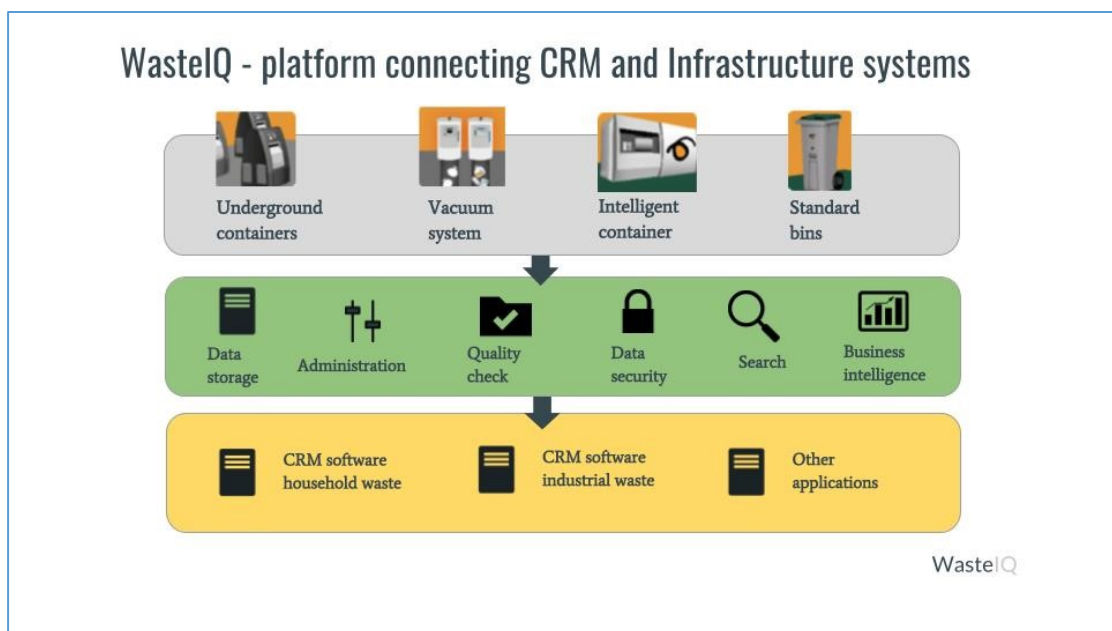 WasteIQ - platform connecting CRM and Infrastructure systems
Underground
containers
Vacuum
system
Intelligent
container
Standard
bins
Data
storage
Administration
Quality
check
Data
security
Search
Business
intelligence
CRM software
household waste
CRM software
industrial waste
Other
applications
WasteIQ